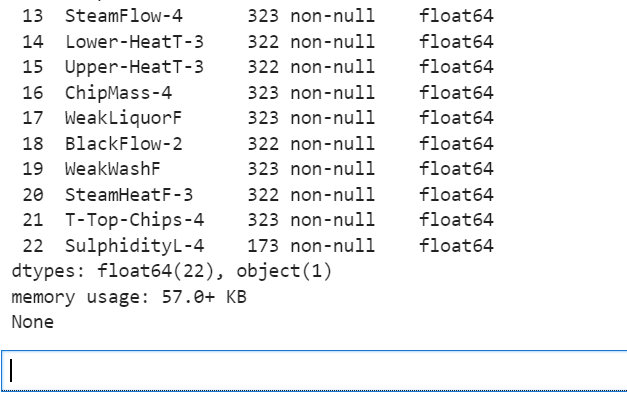 13 SteamFlow-4 323 non-null float64
14 Lower-HeatT-3 322 non-null float64
15 Upper-HeatT-3 322 non-null float64
16 ChipMass-4 323 non-null float64
17 WeakLiquorF 323 non-null float64
18 BlackFlow-2 322 non-null float64
19 WeakWashF 323 non-null float64
20 SteamHeatF-3 322 non-null float64
21 T-Top-Chips-4 323 non-null float64
22 SulphidityL-4 173 non-null float64
dtypes: float64(22), object(1)
memory usage: 57.0+ KB
None